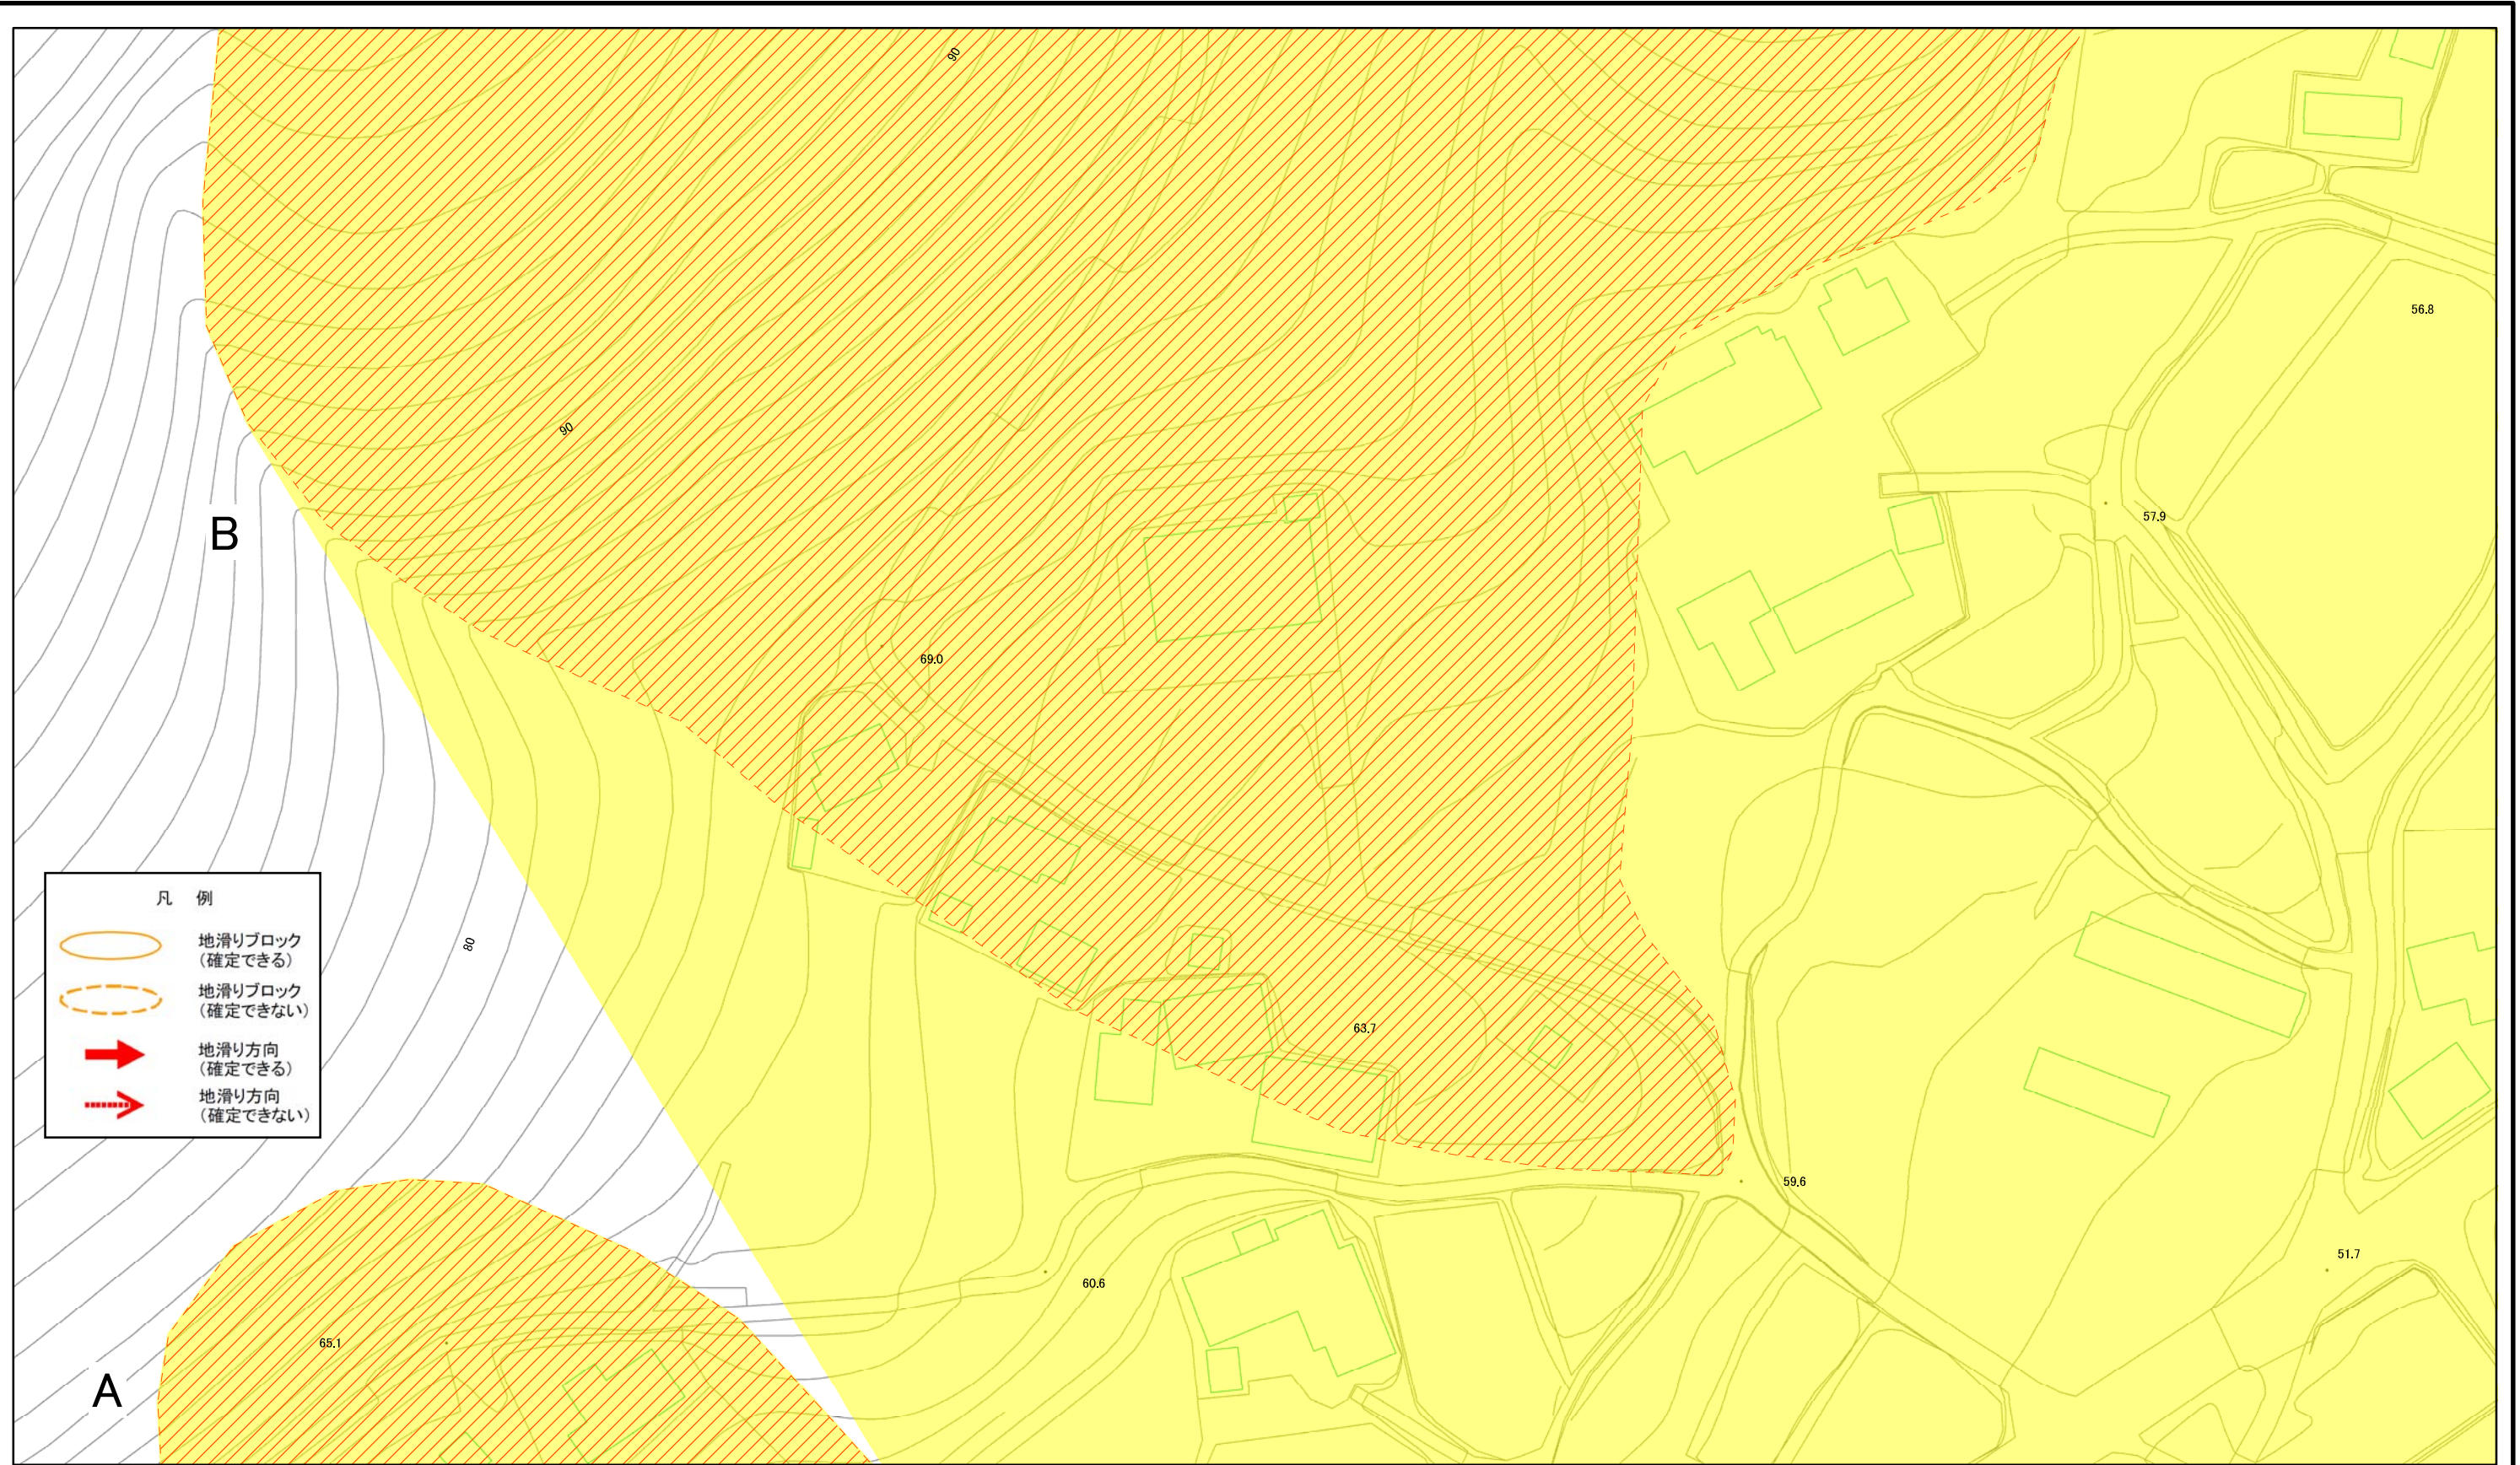 90
56.8
90
57.9
B
69.0
凡 例
地滑りブロック
（確定できる）
80
地滑りブロック
（確定できない）
地滑り方向
（確定できる）
63.7
地滑り方向
（確定できない）
59.6
51.7
60.6
65.1
A